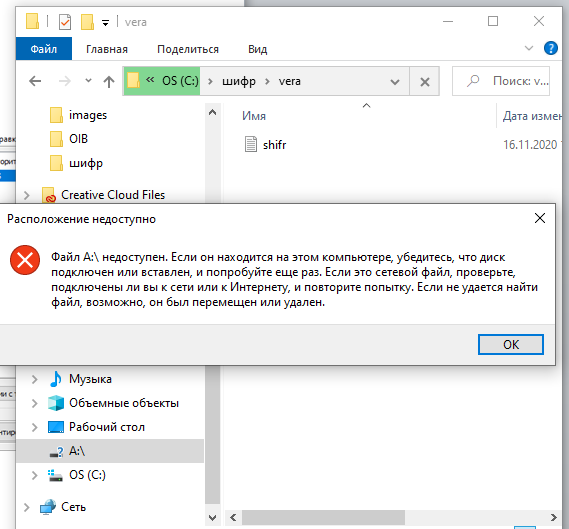 vera
Файл
Главная
Поделиться
Вид
OS (C:)
шифр
vera
Поиск: v...
images
OIB
шифр
Creative Cloud Files
Имя
Дата измен
shifr
16.11.2020 1
Расположение недоступно
Файл A:\ недоступен. Если он находится на этом компьютере, убедитесь, что диск
подключен или вставлен, и попробуйте еще раз. Если это сетевой файл, проверьте,
подключены ли вы к сети или к Интернету, и повторите попытку. Если не удается найти
файл, возможно, он был перемещен или удален.
ОК
Музыка
Объемные объекты
Рабочий стол
A:\
OS (C:)
Сеть